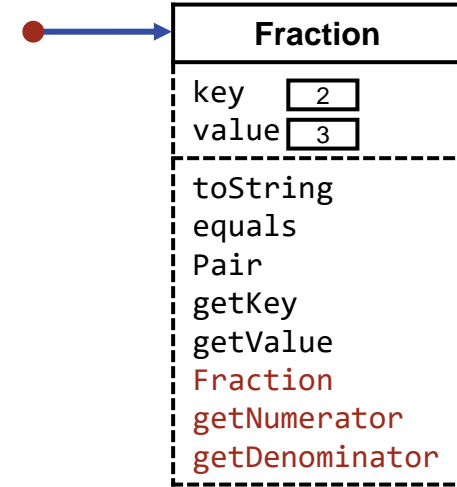 Fraction
key 2
value 3
toString
equals
Pair
getKey
getValue
Fraction
getNumerator
getDenominator